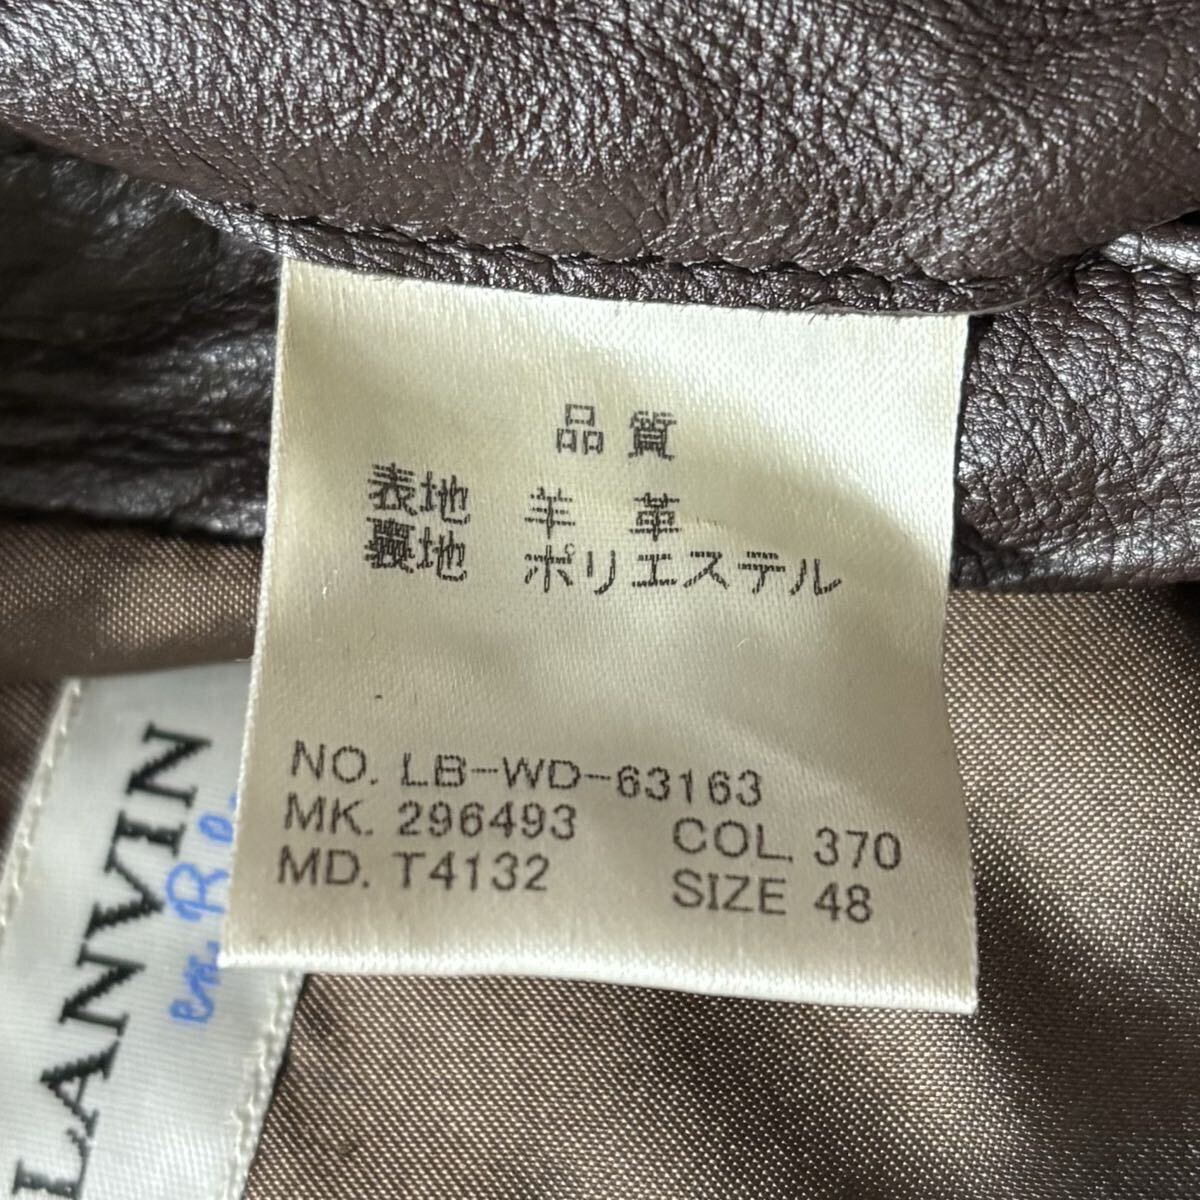 品質
表地 羊革
裏地 ポリエステル
NO. LB-WD-63163
MK. 296493 COL. 370
MD. T4132 SIZE 48
LANVIN
en